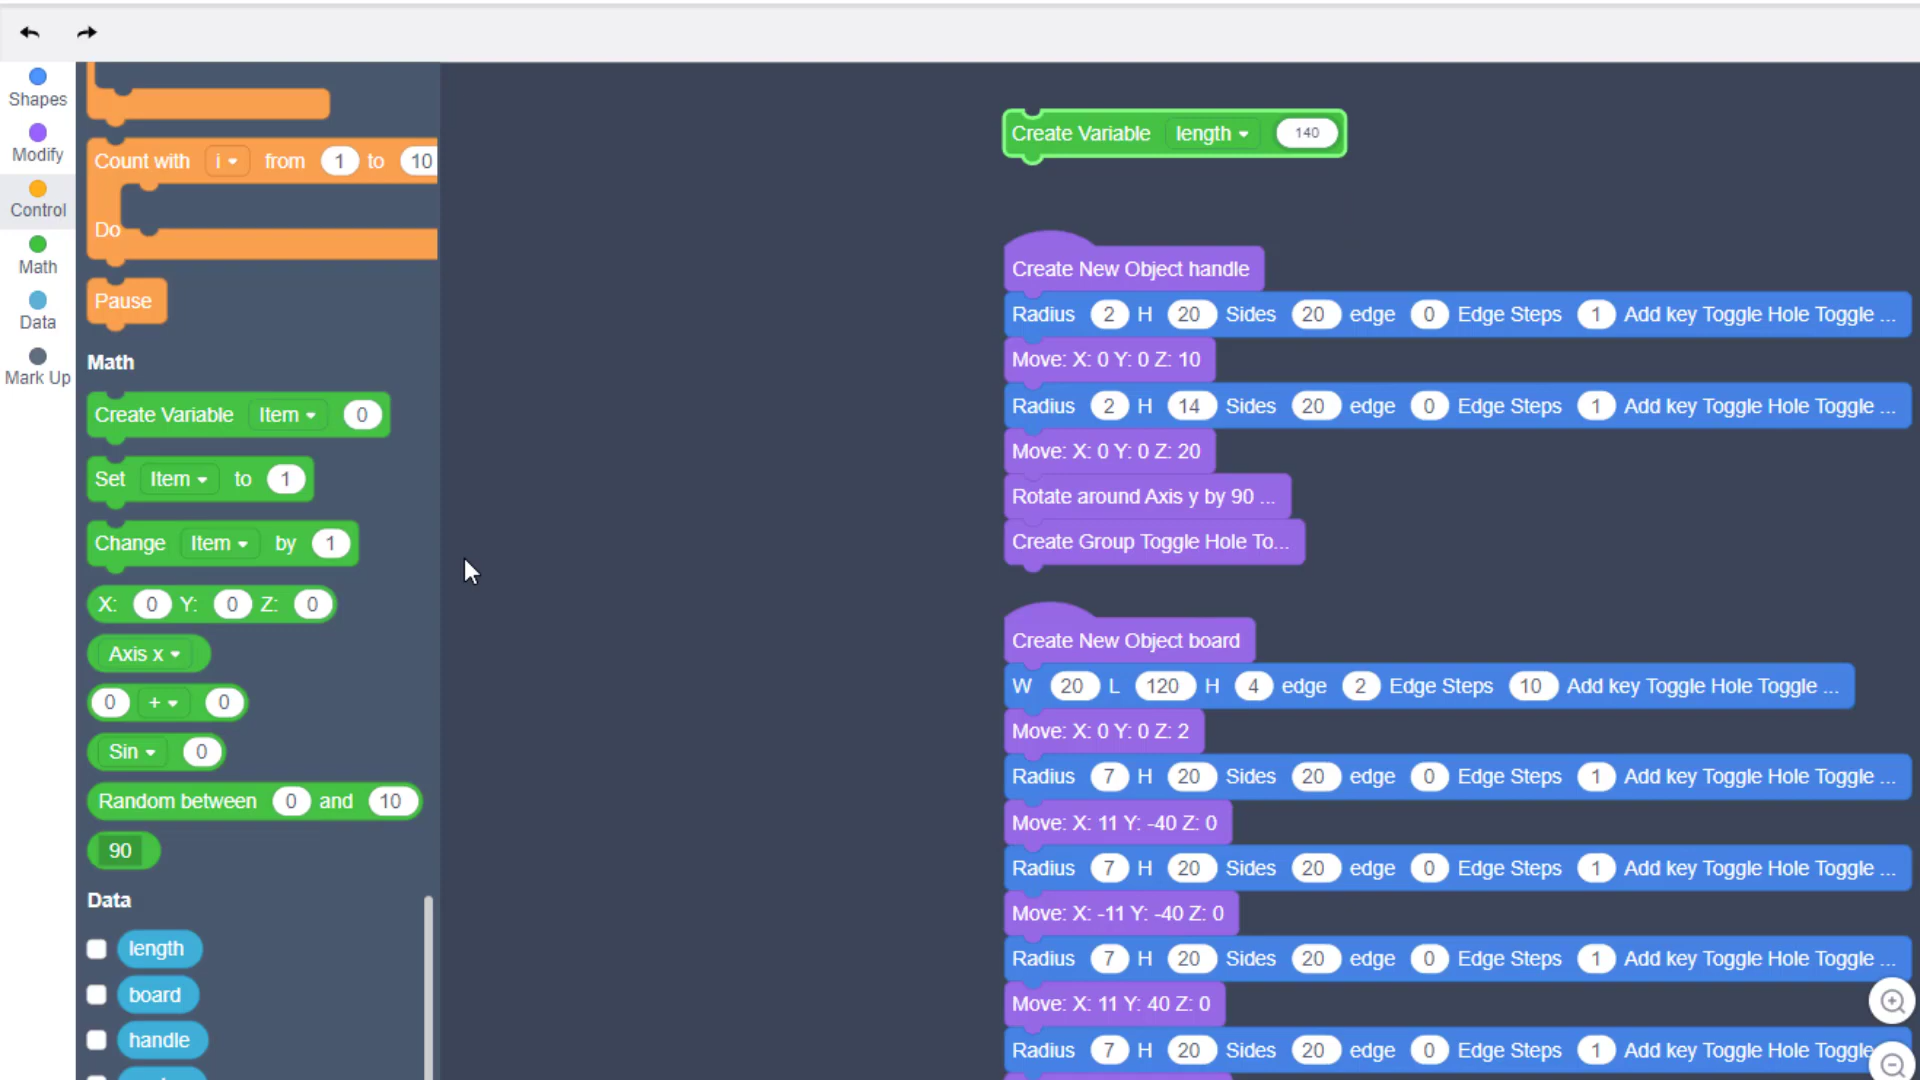 Shapes
Modify
Control
Math
Data
Mark Up
Count with i from 1 to 10
Do
Pause
Math
Create Variable Item 0
Set Item to 1
Change Item by 1
X: 0 Y: 0 Z: 0
Axis x
0 + 0
Sin 0
Random between 0 and 10
90
Data
length
board
handle
Create Variable length 140
Create New Object handle
Radius 2 H 20 Sides 20 edge 0 Edge Steps 1 Add key Toggle Hole Toggle ...
Move: X: 0 Y: 0 Z: 10
Radius 2 H 14 Sides 20 edge 0 Edge Steps 1 Add key Toggle Hole Toggle ...
Move: X: 0 Y: 0 Z: 20
Rotate around Axis y by 90 ...
Create Group Toggle Hole To...
Create New Object board
W 20 L 120 H 4 edge 2 Edge Steps 10 Add key Toggle Hole Toggle ...
Move: X: 0 Y: 0 Z: 2
Radius 7 H 20 Sides 20 edge 0 Edge Steps 1 Add key Toggle Hole Toggle ...
Move: X: 11 Y: -40 Z: 0
Radius 7 H 20 Sides 20 edge 0 Edge Steps 1 Add key Toggle Hole Toggle ...
Move: X: -11 Y: -40 Z: 0
Radius 7 H 20 Sides 20 edge 0 Edge Steps 1 Add key Toggle Hole Toggle ...
Move: X: 11 Y: 40 Z: 0
Radius 7 H 20 Sides 20 edge 0 Edge Steps 1 Add key Toggle Hole Toggle